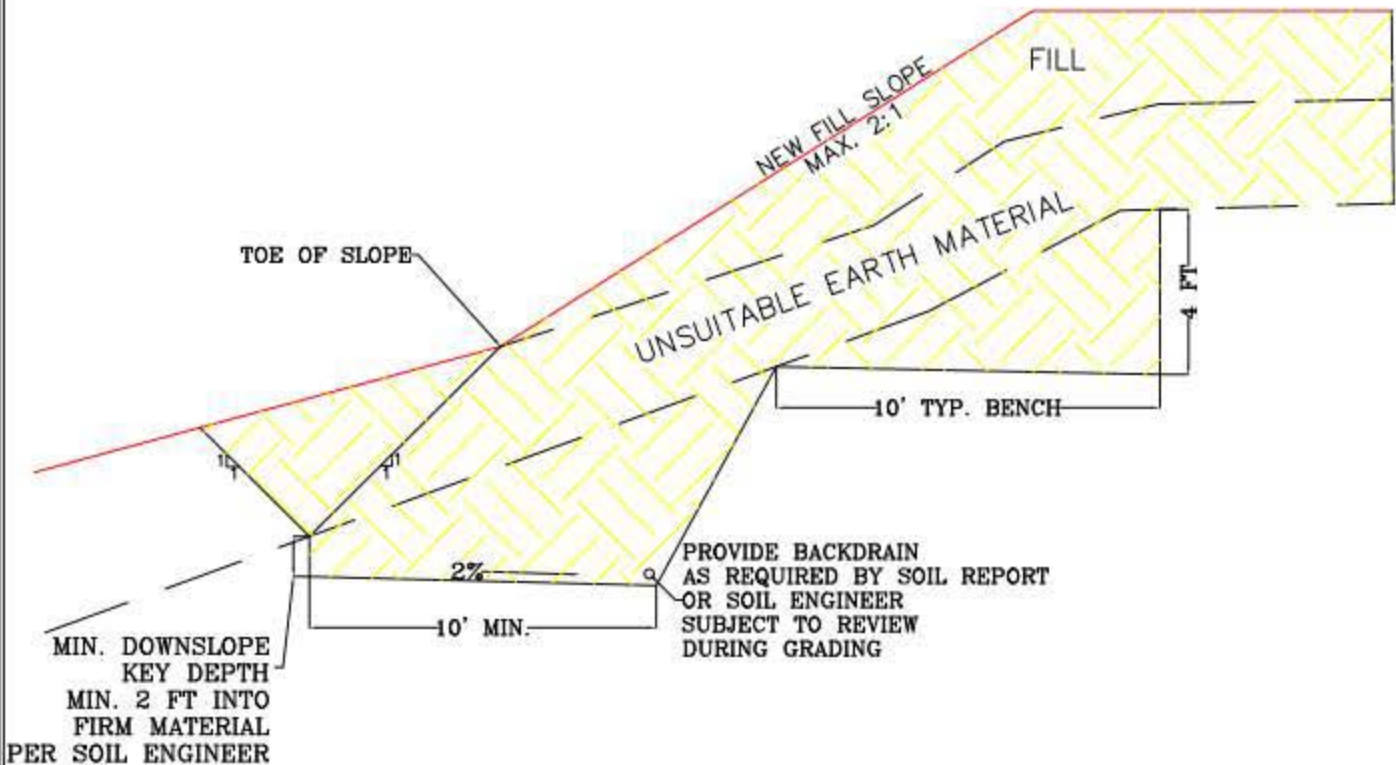 FILL
NEW FILL SLOPE
MAX. 2:1
TOE OF SLOPE
UNSUITABLE EARTH MATERIAL
4 FT
10' TYP. BENCH
1
1
1
1
2%
10' MIN.
PROVIDE BACKDRAIN
AS REQUIRED BY SOIL REPORT
OR SOIL ENGINEER
SUBJECT TO REVIEW
DURING GRADING
MIN. DOWNSLOPE
KEY DEPTH
MIN. 2 FT INTO
FIRM MATERIAL
PER SOIL ENGINEER